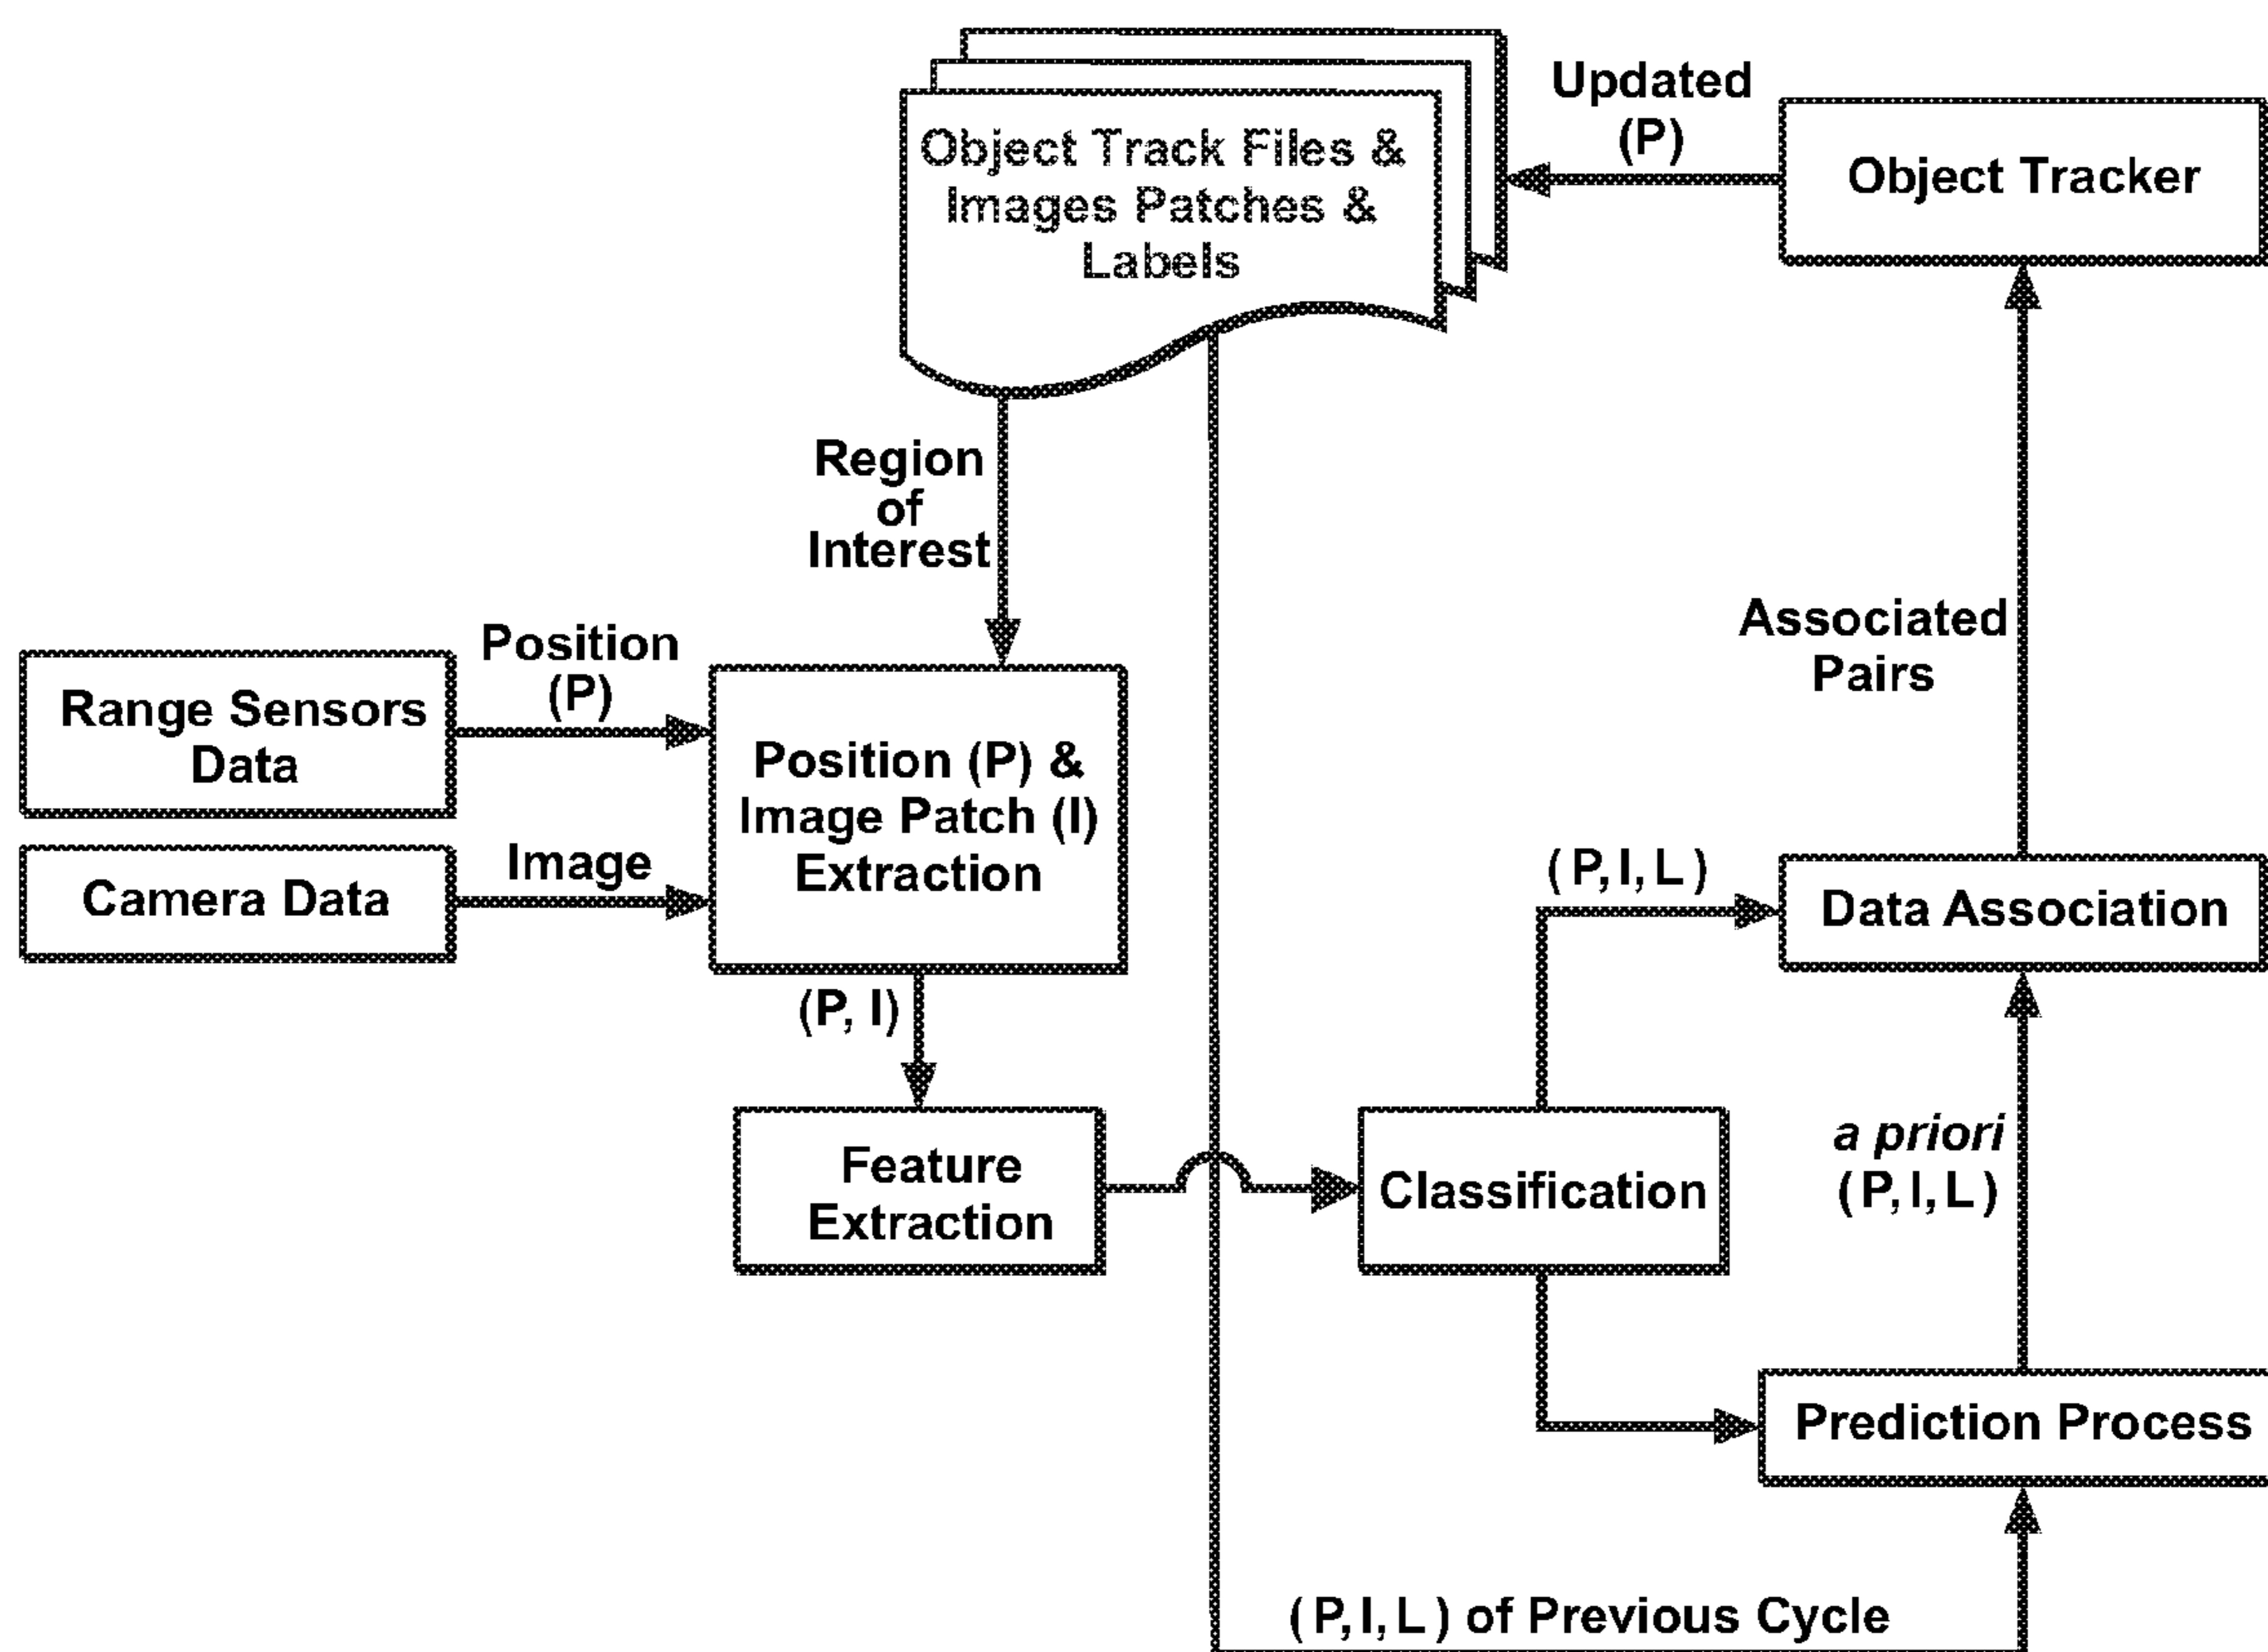 Updated
(P)
Object Track Files &
Images Patches &
Labels
Object Tracker
Region
of
Interest
Associated
Pairs
Position
(P)
Range Sensors
Data
Position (P) &
Image Patch (I)
Extraction
Image
Camera Data
(P, I)
(P, I, L)
Data Association
Feature
Extraction
Classification
a priori
(P, I, L)
Prediction Process
(P, I, L) of Previous Cycle